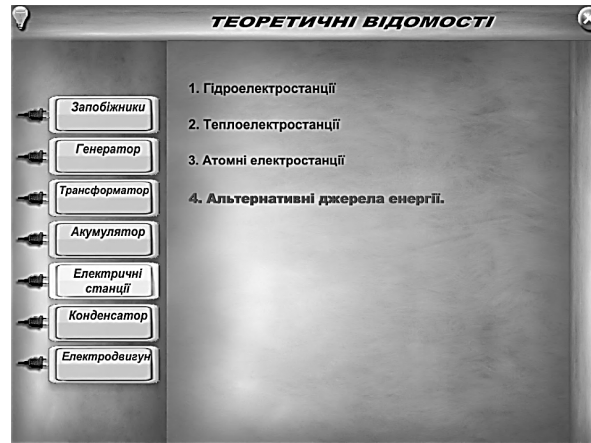 ТЕОРЕТИЧНІ ВІДОМОСТІ
Запобіжники
Генератор
Трансформатор
Акумулятор
Електричні
станції
Конденсатор
Електродвигун
1. Гідроелектростанції
2. Теплоелектростанції
3. Атомні електростанції
4. Альтернативні джерела енергії.